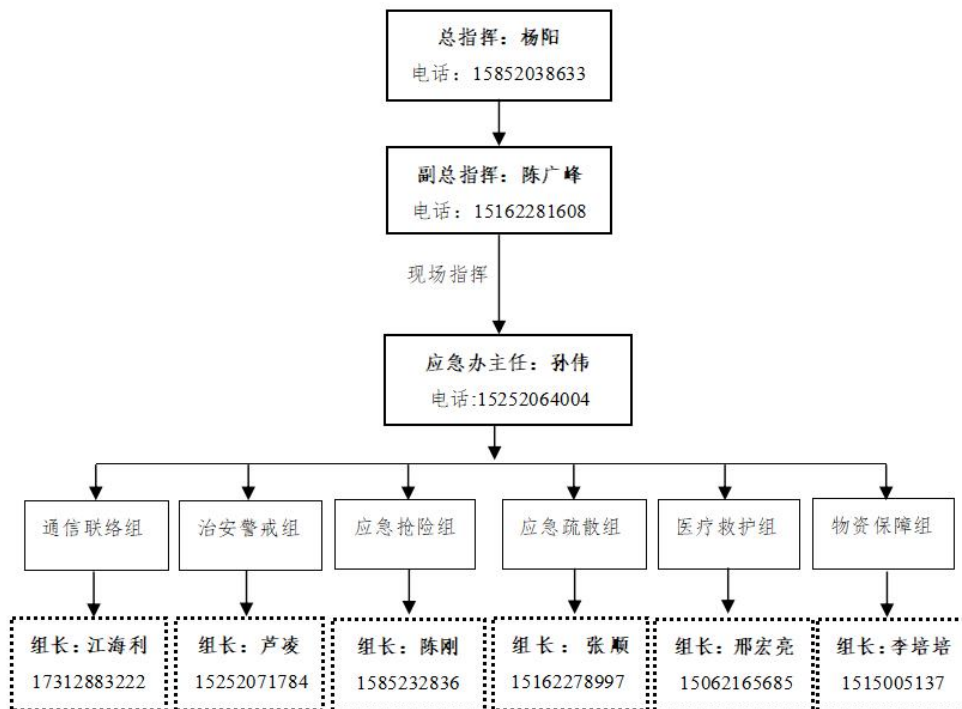 总指挥：杨阳
电话：15852038633
副总指挥：陈广峰
电话：15162281608
现场指挥
应急办主任：孙伟
电话:15252064004
通信联络组
治安警戒组
应急抢险组
应急疏散组
医疗救护组
物资保障组
组长：江海利
17312883222
组长：芦凌
15252071784
组长：陈刚
1585232836
组长：张顺
15162278997
组长：邢宏亮
15062165685
组长：李培培
1515005137